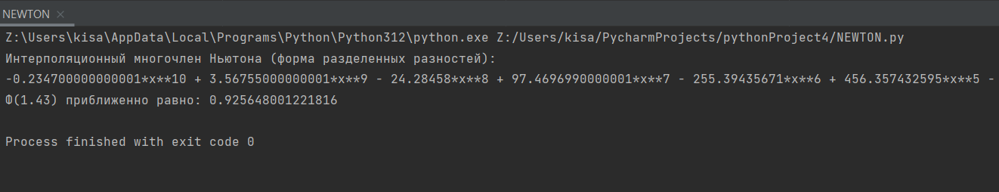 NEWTON ×
Z:\Users\kisa\AppData\Local\Programs\Python\Python312\python.exe Z:/Users/kisa/PycharmProjects/pythonProject4/NEWTON.py
Интерполяционный многочлен Ньютона (форма разделенных разностей):
-0.234700000000001*x**10 + 3.56755000000001*x**9 - 24.28458*x**8 + 97.4696990000001*x**7 - 255.39435671*x**6 + 456.357432595*x**5 -
Ф(1.43) приближенно равно: 0.925648001221816
Process finished with exit code 0